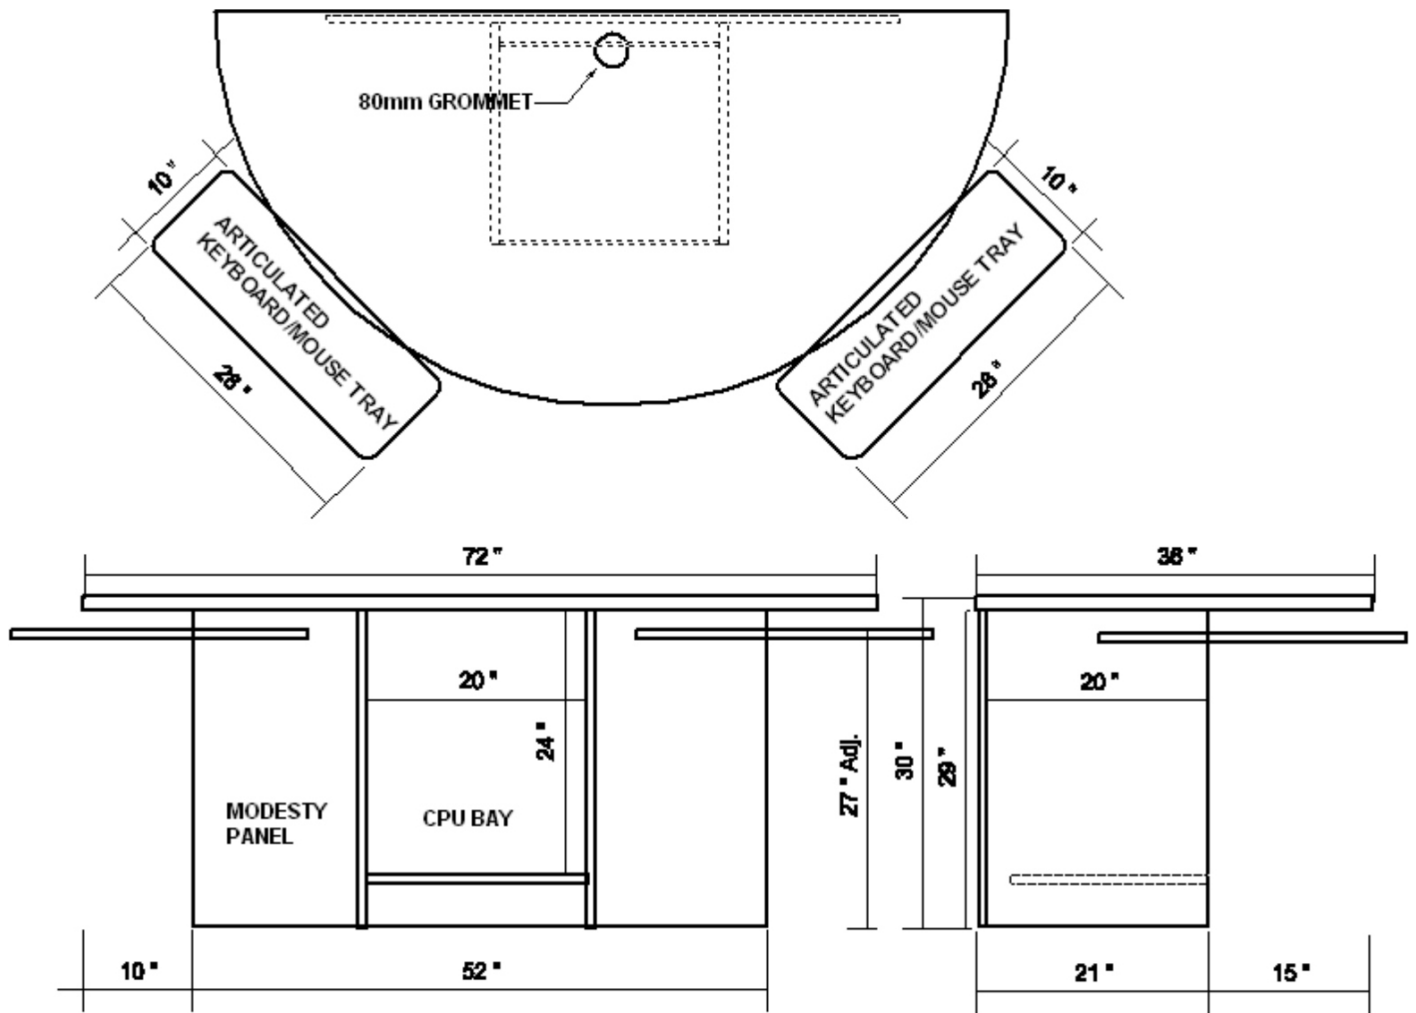 80mm GROMMET
10 "
10 "
ARTICULATED
KEYBOARD/MOUSE TRAY
ARTICULATED
KEYBOARD/MOUSE TRAY
28 "
28 "
72 "
36 "
20 "
20 "
24 "
27 " Adj.
30 "
29 "
MODESTY
PANEL
CPU BAY
10 "
52 "
21 "
15 "